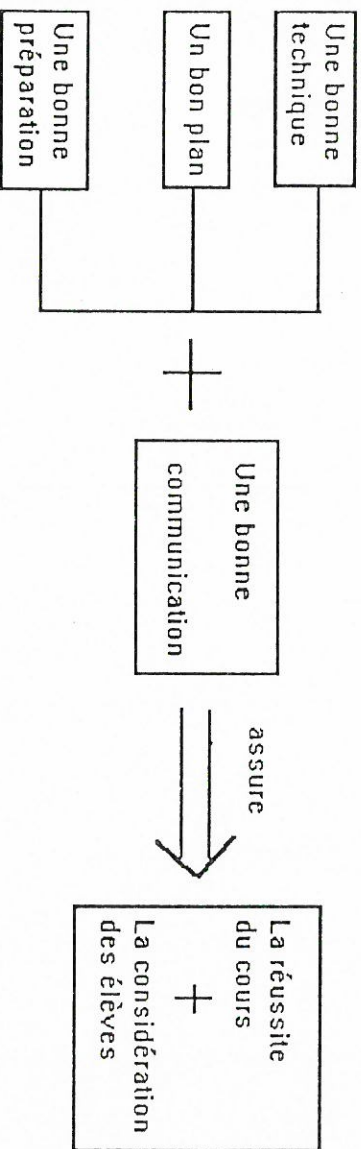 Une bonne
technique
Un bon plan
Une bonne
préparation
+
Une bonne
communication
assure
La réussite
du cours
+
La considération
des élèves